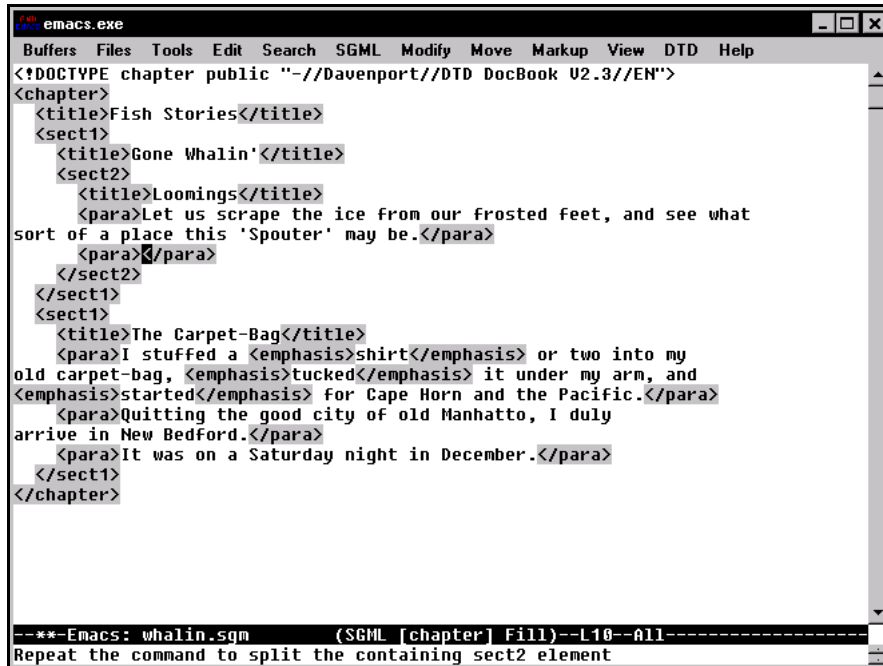 emacs.exe
Buffers Files Tools Edit Search SGML Modify Move Markup View DTD Help
<!DOCTYPE chapter public "-//Davenport//DTD DocBook V2.3//EN">
<chapter>
  <title>Fish Stories</title>
  <sect1>
    <title>Gone Whalin'</title>
    <sect2>
      <title>Loomings</title>
      <para>Let us scrape the ice from our frosted feet, and see what
sort of a place this 'Spouter' may be.</para>
      <para></para>
    </sect2>
  </sect1>
  <sect1>
    <title>The Carpet-Bag</title>
    <para>I stuffed a <emphasis>shirt</emphasis> or two into my
old carpet-bag, <emphasis>tucked</emphasis> it under my arm, and
<emphasis>started</emphasis> for Cape Horn and the Pacific.</para>
    <para>Quitting the good city of old Manhatto, I duly
arrive in New Bedford.</para>
    <para>It was on a Saturday night in December.</para>
  </sect1>
</chapter>
--**-Emacs: whalin.sgm        (SGML [chapter] Fill)--L10--All-------------------
Repeat the command to split the containing sect2 element